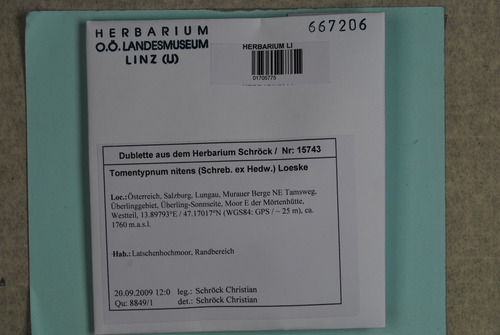 HERBARIUM
O.Ö. LANDESMUSEUM
LINZ (U)
667206
HERBARIUM LI
01705775
Dublette aus dem Herbarium Schröck / Nr: 15743
Tomentypnum nitens (Schreb. ex Hedw.) Loeske
Loc.:Österreich, Salzburg, Lungau, Murauer Berge NE Tamsweg,
Überlinggebiet, Überling-Sonnseite, Moor E der Mörtenhütte,
Westteil, 13.89793°E / 47.17017°N (WGS84: GPS / ~ 25 m), ca.
1760 m.a.s.l.
Hab.:Latschenhochmoor, Randbereich
20.09.2009 12:0 leg.: Schröck Christian
Qu: 8849/1 det.: Schröck Christian